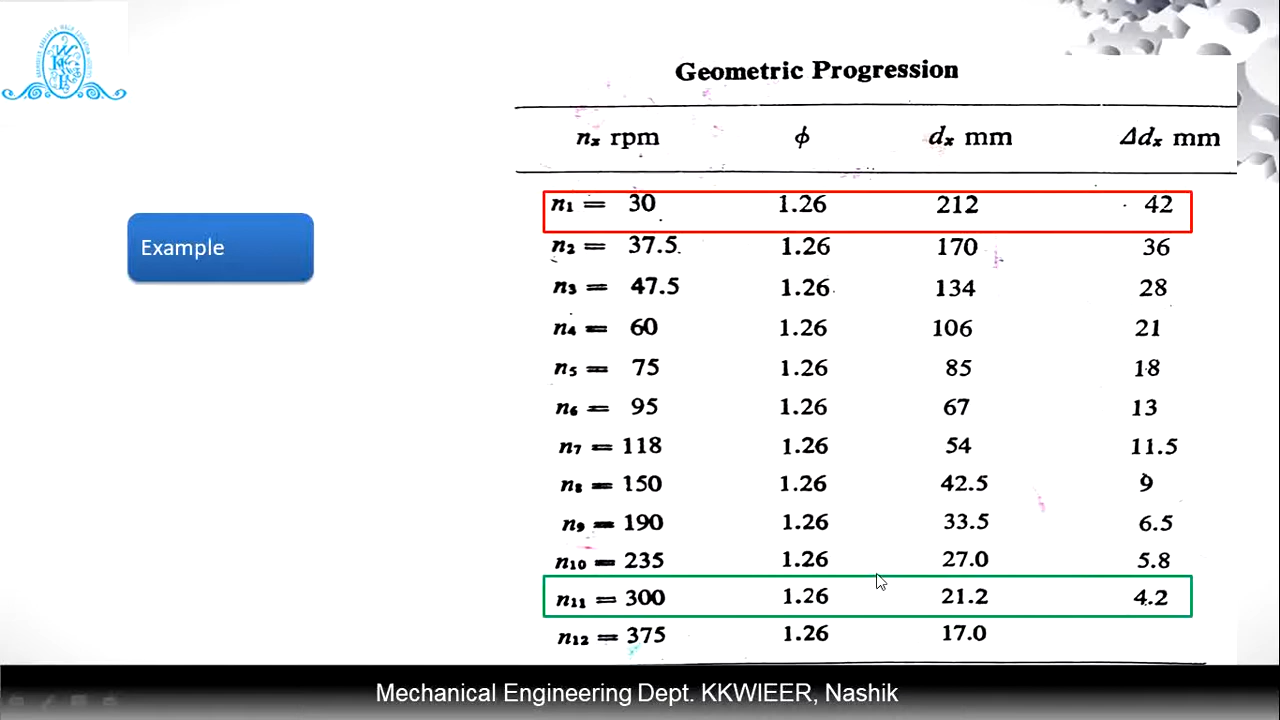 Geometric Progression
nx rpm ϕ dx mm Δdx mm
n1 = 30 1.26 212 42
n2 = 37.5 1.26 170 36
n3 = 47.5 1.26 134 28
n4 = 60 1.26 106 21
n5 = 75 1.26 85 18
n6 = 95 1.26 67 13
n7 = 118 1.26 54 11.5
n8 = 150 1.26 42.5 9
n9 = 190 1.26 33.5 6.5
n10 = 235 1.26 27.0 5.8
n11 = 300 1.26 21.2 4.2
n12 = 375 1.26 17.0
Example
Mechanical Engineering Dept. KKWIEER, Nashik